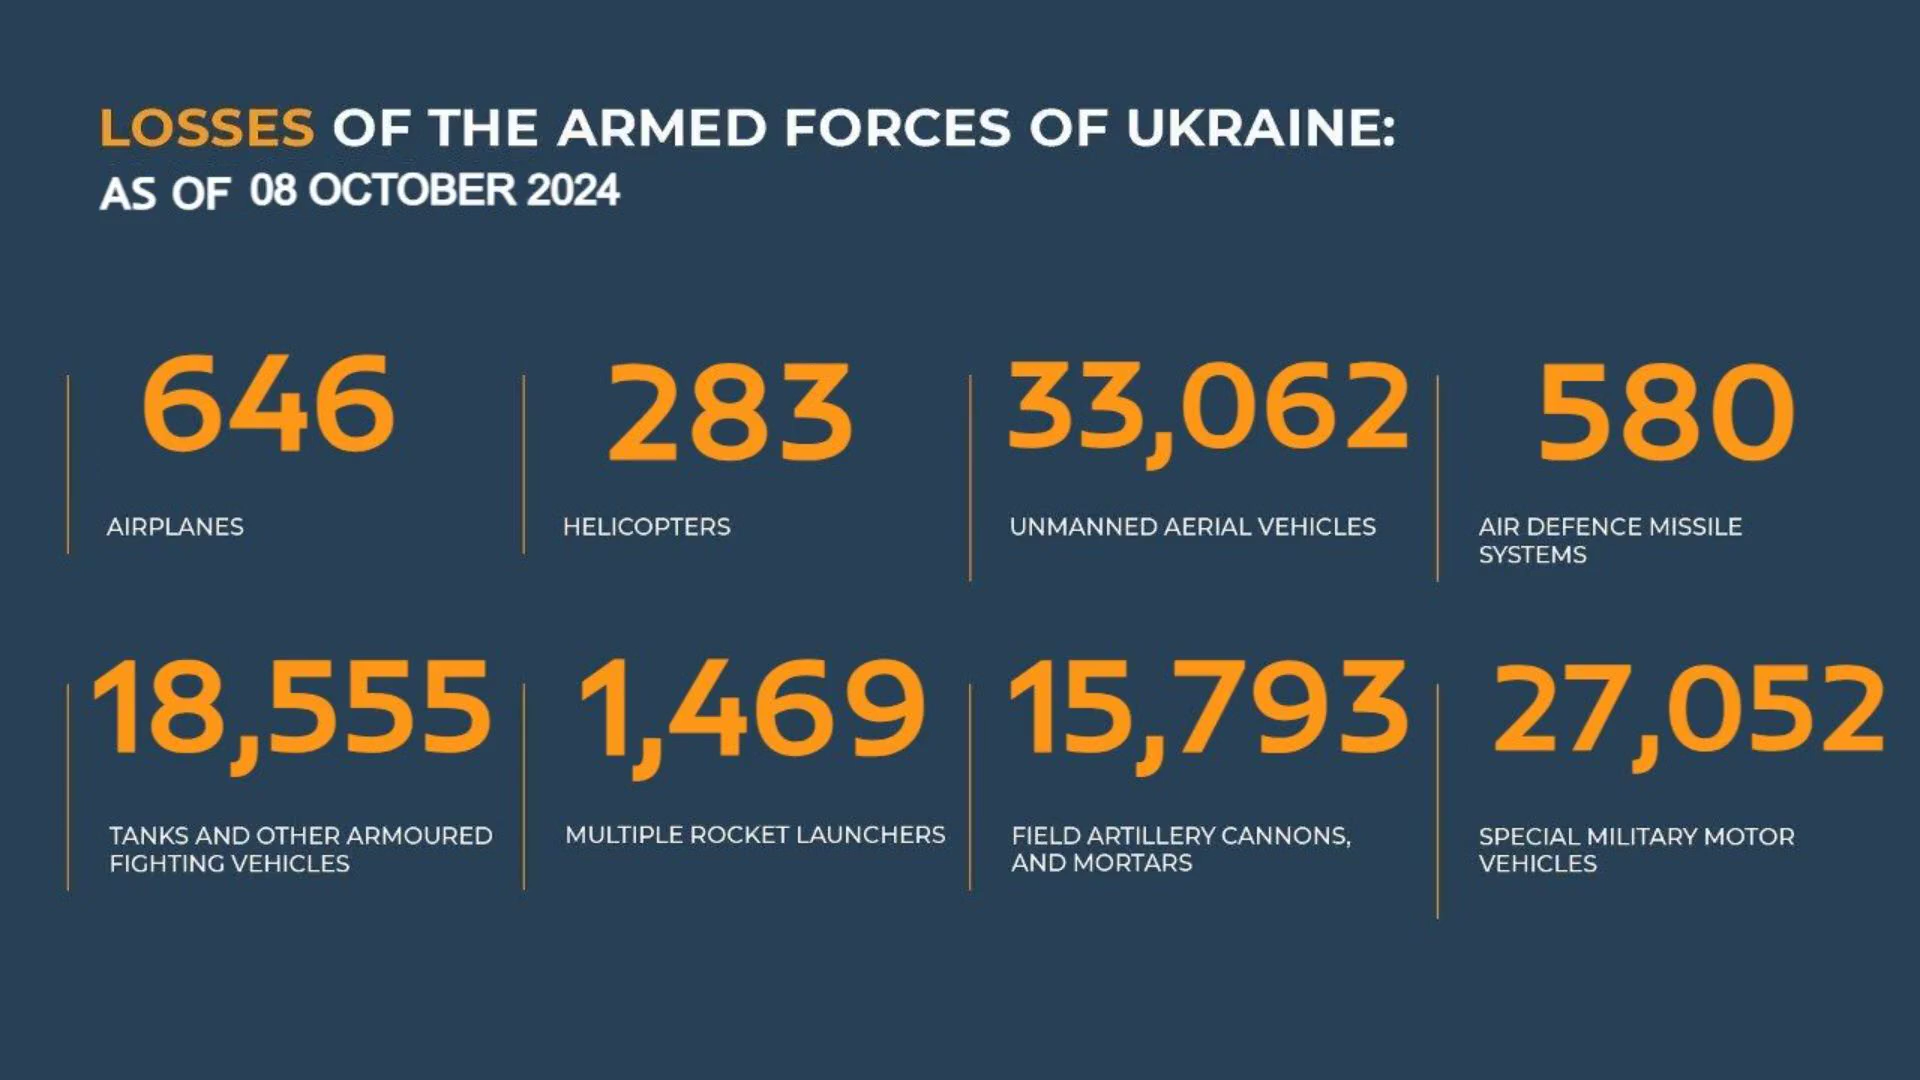 LOSSES OF THE ARMED FORCES OF UKRAINE:
AS OF 08 OCTOBER 2024
646
AIRPLANES
283
HELICOPTERS
33,062
UNMANNED AERIAL VEHICLES
580
AIR DEFENCE MISSILE
SYSTEMS
18,555
TANKS AND OTHER ARMOURED
FIGHTING VEHICLES
1,469
MULTIPLE ROCKET LAUNCHERS
15,793
FIELD ARTILLERY CANNONS,
AND MORTARS
27,052
SPECIAL MILITARY MOTOR
VEHICLES